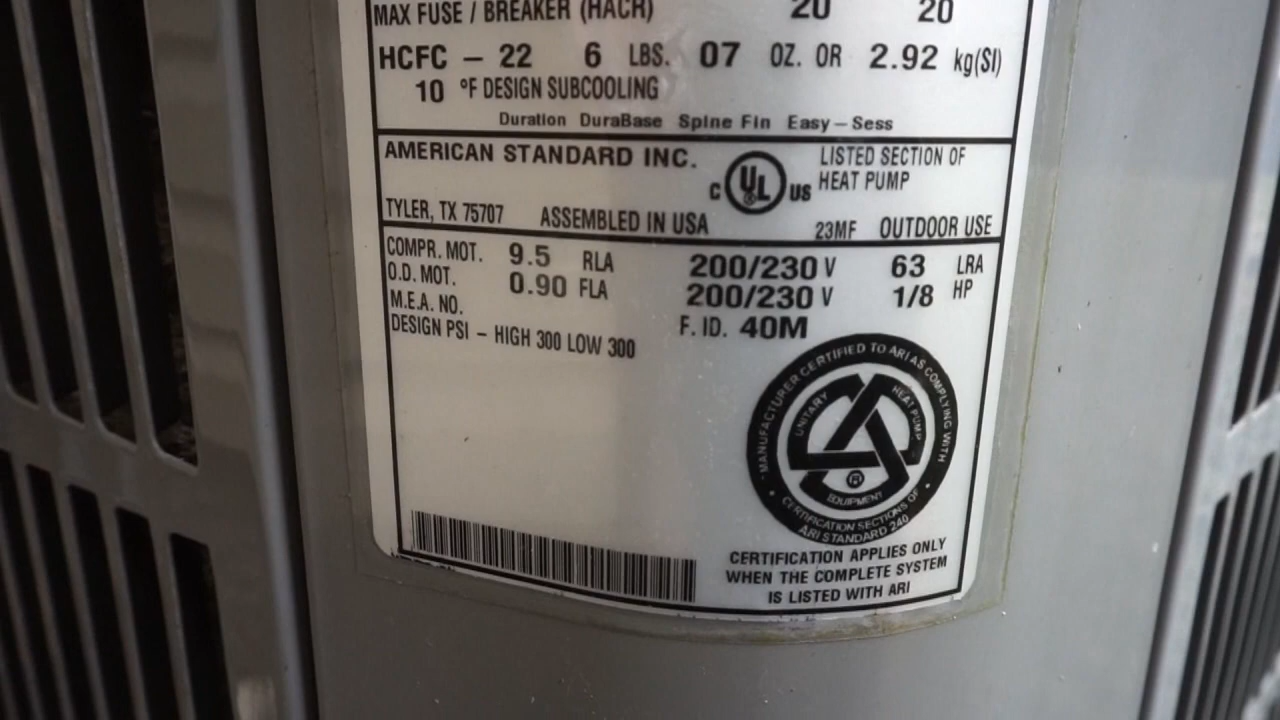 MAX FUSE / BREAKER (HACR) 20 20
HCFC – 22 6 LBS. 07 OZ. OR 2.92 kg(SI)
10 °F DESIGN SUBCOOLING
Duration DuraBase Spine Fin Easy–Sess
AMERICAN STANDARD INC.
TYLER, TX 75707 ASSEMBLED IN USA
C UL US
LISTED SECTION OF
HEAT PUMP
23MF OUTDOOR USE
COMPR. MOT. 9.5 RLA 200/230 V 63 LRA
O.D. MOT. 0.90 FLA 200/230 V 1/8 HP
M.E.A. NO. F. ID. 40M
DESIGN PSI – HIGH 300 LOW 300
MANUFACTURER CERTIFIED TO ARI AS COMPLYING WITH
CERTIFICATION SECTIONS OF
ARI STANDARD 240
UNITARY
HEAT PUMP
EQUIPMENT
R
CERTIFICATION APPLIES ONLY
WHEN THE COMPLETE SYSTEM
IS LISTED WITH ARI